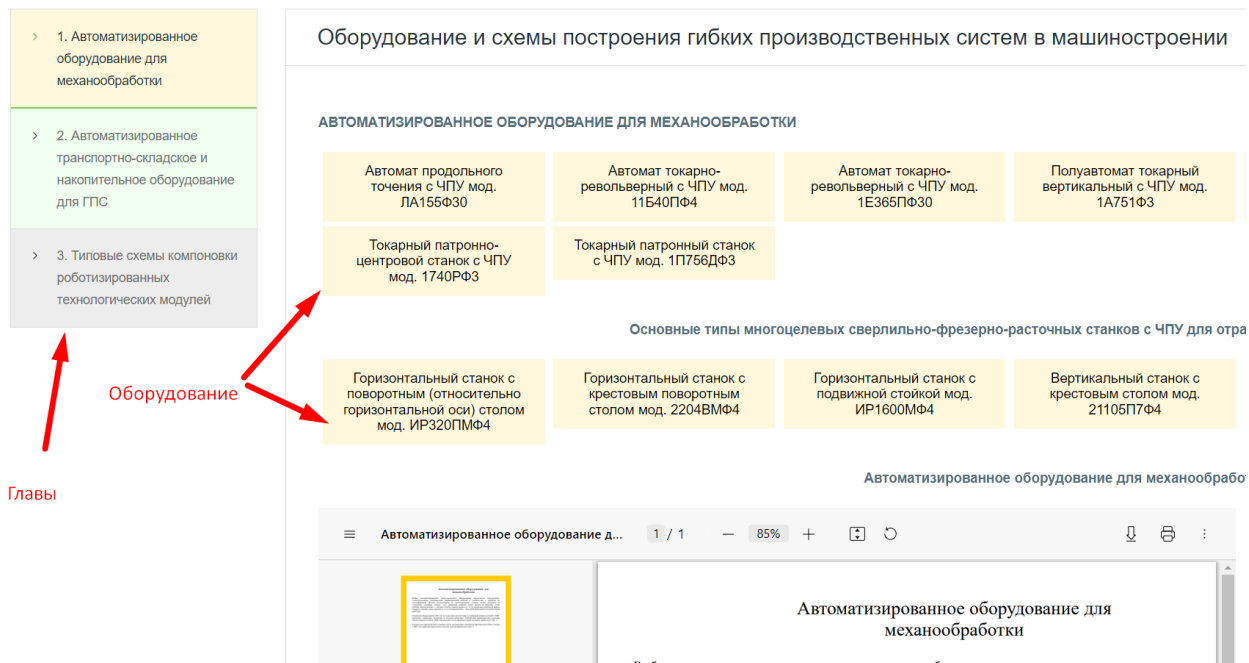 1. Автоматизированное
оборудование для
механообработки
2. Автоматизированное
транспортно-складское и
накопительное оборудование
для ГПС
3. Типовые схемы компоновки
роботизированных
технологических модулей
Главы
Оборудование
Оборудование и схемы построения гибких производственных систем в машиностроении
АВТОМАТИЗИРОВАННОЕ ОБОРУДОВАНИЕ ДЛЯ МЕХАНООБРАБОТКИ
Автомат продольного
точения с ЧПУ мод.
ЛА155Ф30
Автомат токарно-
револьверный с ЧПУ мод.
11Б40ПФ4
Автомат токарно-
револьверный с ЧПУ мод.
1Е365ПФ30
Полуавтомат токарный
вертикальный с ЧПУ мод.
1А751Ф3
Токарный патронно-
центровой станок с ЧПУ
мод. 1740РФ3
Токарный патронный станок
с ЧПУ мод. 1П756ДФ3
Основные типы многоцелевых сверлильно-фрезерно-расточных станков с ЧПУ для отра
Горизонтальный станок с
поворотным (относительно
горизонтальной оси) столом
мод. ИР320ПМФ4
Горизонтальный станок с
крестовым поворотным
столом мод. 2204ВМФ4
Горизонтальный станок с
подвижной стойкой мод.
ИР1600МФ4
Вертикальный станок с
крестовым столом мод.
21105П7Ф4
Автоматизированное оборудование для механообработ
Автоматизированное оборудование д... 1 / 1 — 85% +
Автоматизированное оборудование для
механообработки